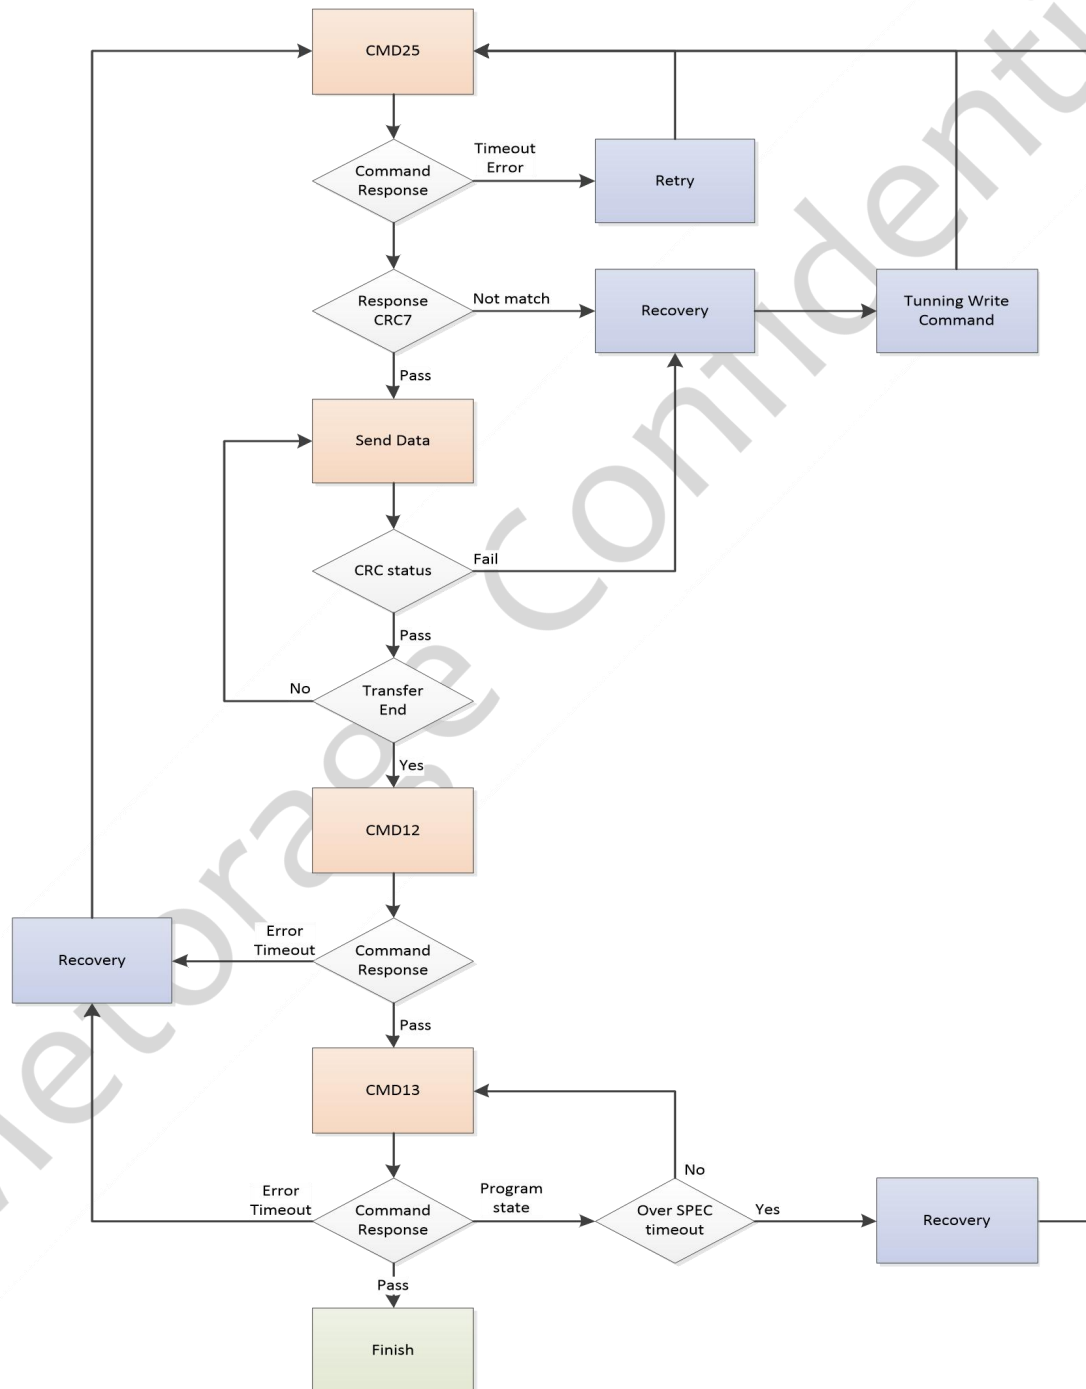 CMD25
Timeout
Error
Command
Response
Retry
Response
CRC7
Not match
Recovery
Tunning Write
Command
Pass
Send Data
CRC status
Fail
Pass
No
Transfer
End
Yes
CMD12
Error
Timeout
Command
Response
Recovery
Pass
CMD13
No
Error
Timeout
Command
Response
Program
state
Over SPEC
timeout
Yes
Recovery
Pass
Finish